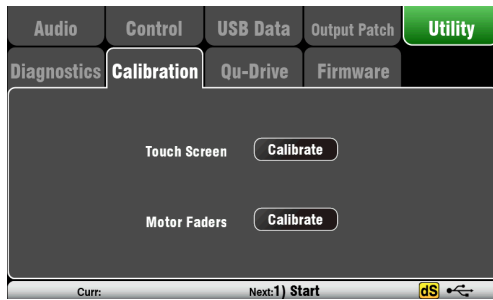 Audio Control USB Data Output Patch Utility
Diagnostics Calibration Qu-Drive Firmware
Touch Screen Calibrate
Motor Faders Calibrate
Curr: Next:1) Start dS